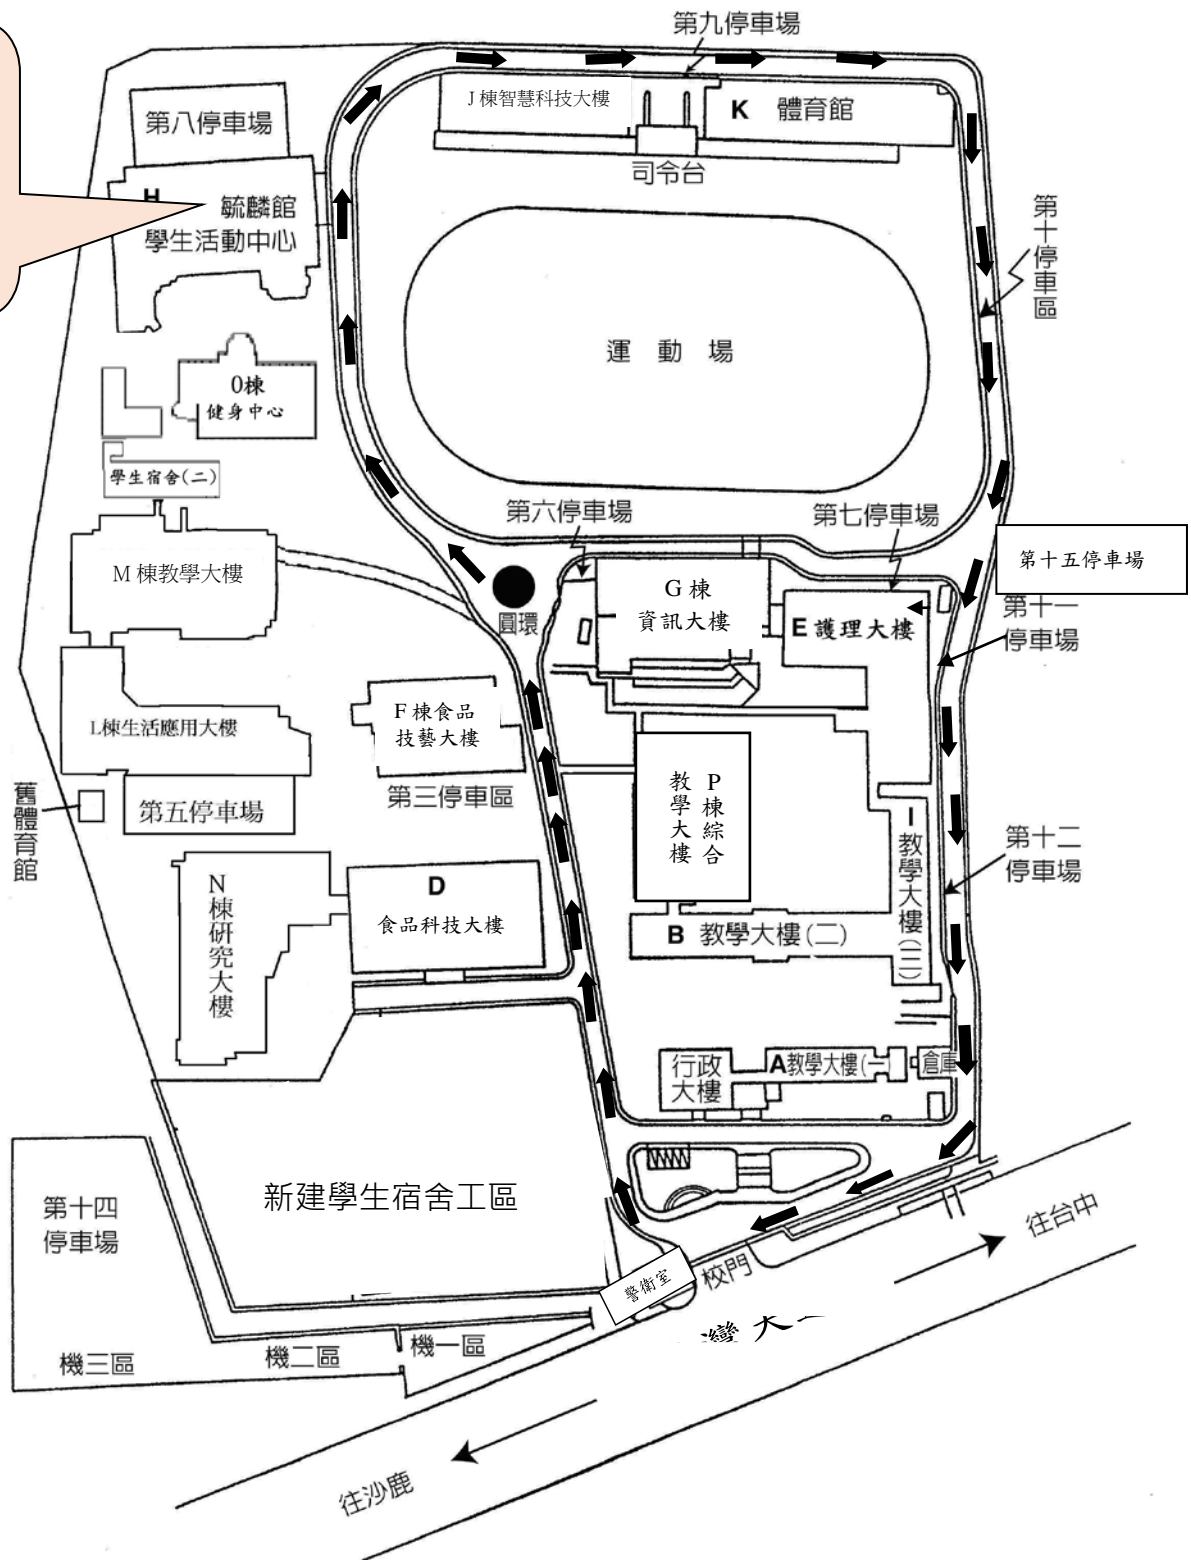 第九停車場
J棟智慧科技大樓
K 體育館
司令台
第八停車場
H 毓麟館
學生活動中心
第十停車區
運 動 場
O棟
健身中心
學生宿舍(二)
第六停車場
第七停車場
第十五停車場
M 棟教學大樓
圓環
G 棟
資訊大樓
E 護理大樓
第十一
停車場
L棟生活應用大樓
F 棟食品
技藝大樓
第三停車區
P棟綜合
教學大樓
舊體育館
第五停車場
I 教學大樓(三)
第十二
停車場
N棟研究大樓
D
食品科技大樓
B 教學大樓(二)
行政
大樓
A教學大樓(一)
倉庫
新建學生宿舍工區
第十四
停車場
往台中
校門
警衛室
灣 大
機一區
機二區
機三區
往沙鹿